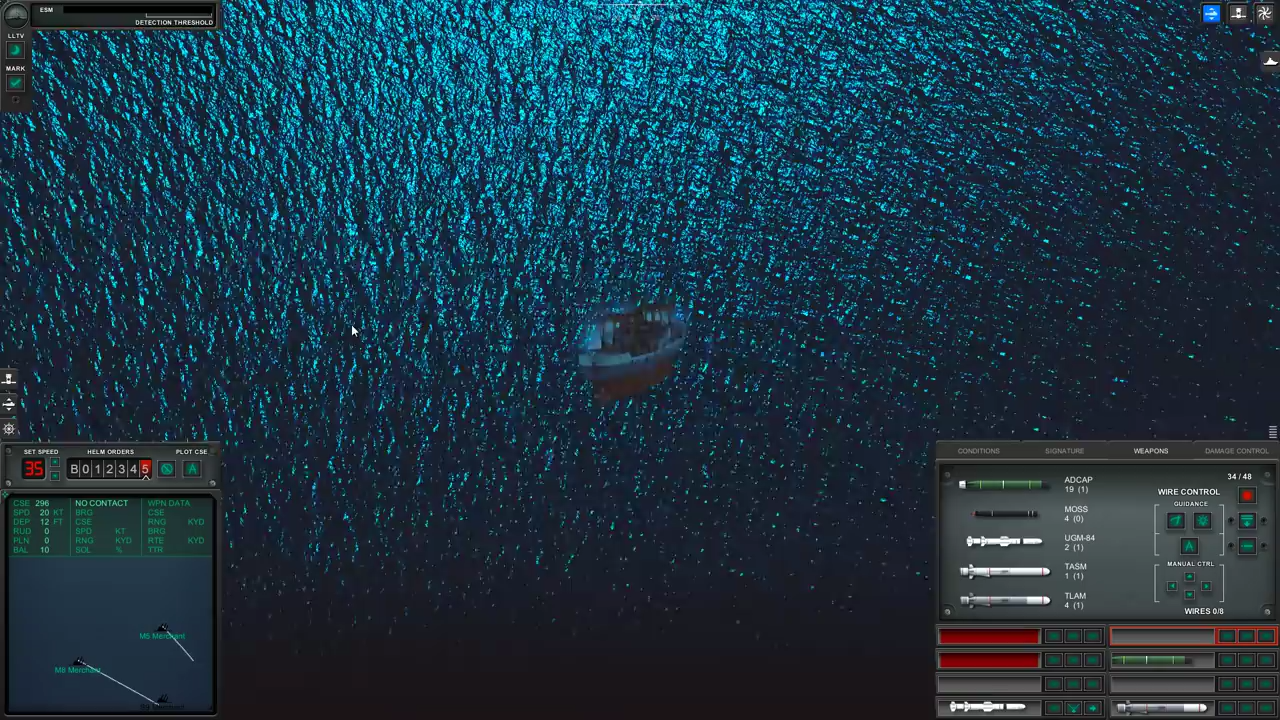 ESM
DETECTION THRESHOLD
LLTV
MARK
SET SPEED HELM ORDERS PLOT CSE
35 B 0 1 2 3 4 5
CSE 296 NO CONTACT WPN DATA
SPD 20 KT BRG CSE
DEP 12 FT CSE RNG KYD
RUD 0 SPD KT BRG
PLN 0 RNG KYD RTE KYD
BAL 10 SOL % TTR
M5 Merchant
M6 Merchant
Merchant
CONDITIONS SIGNATURE WEAPONS DAMAGE CONTROL
34 / 48
ADCAP
19 (1)
MOSS
4 (0)
UGM-84
2 (1)
TASM
1 (1)
TLAM
4 (1)
WIRE CONTROL
GUIDANCE
A
MANUAL CTRL
WIRES 0/8